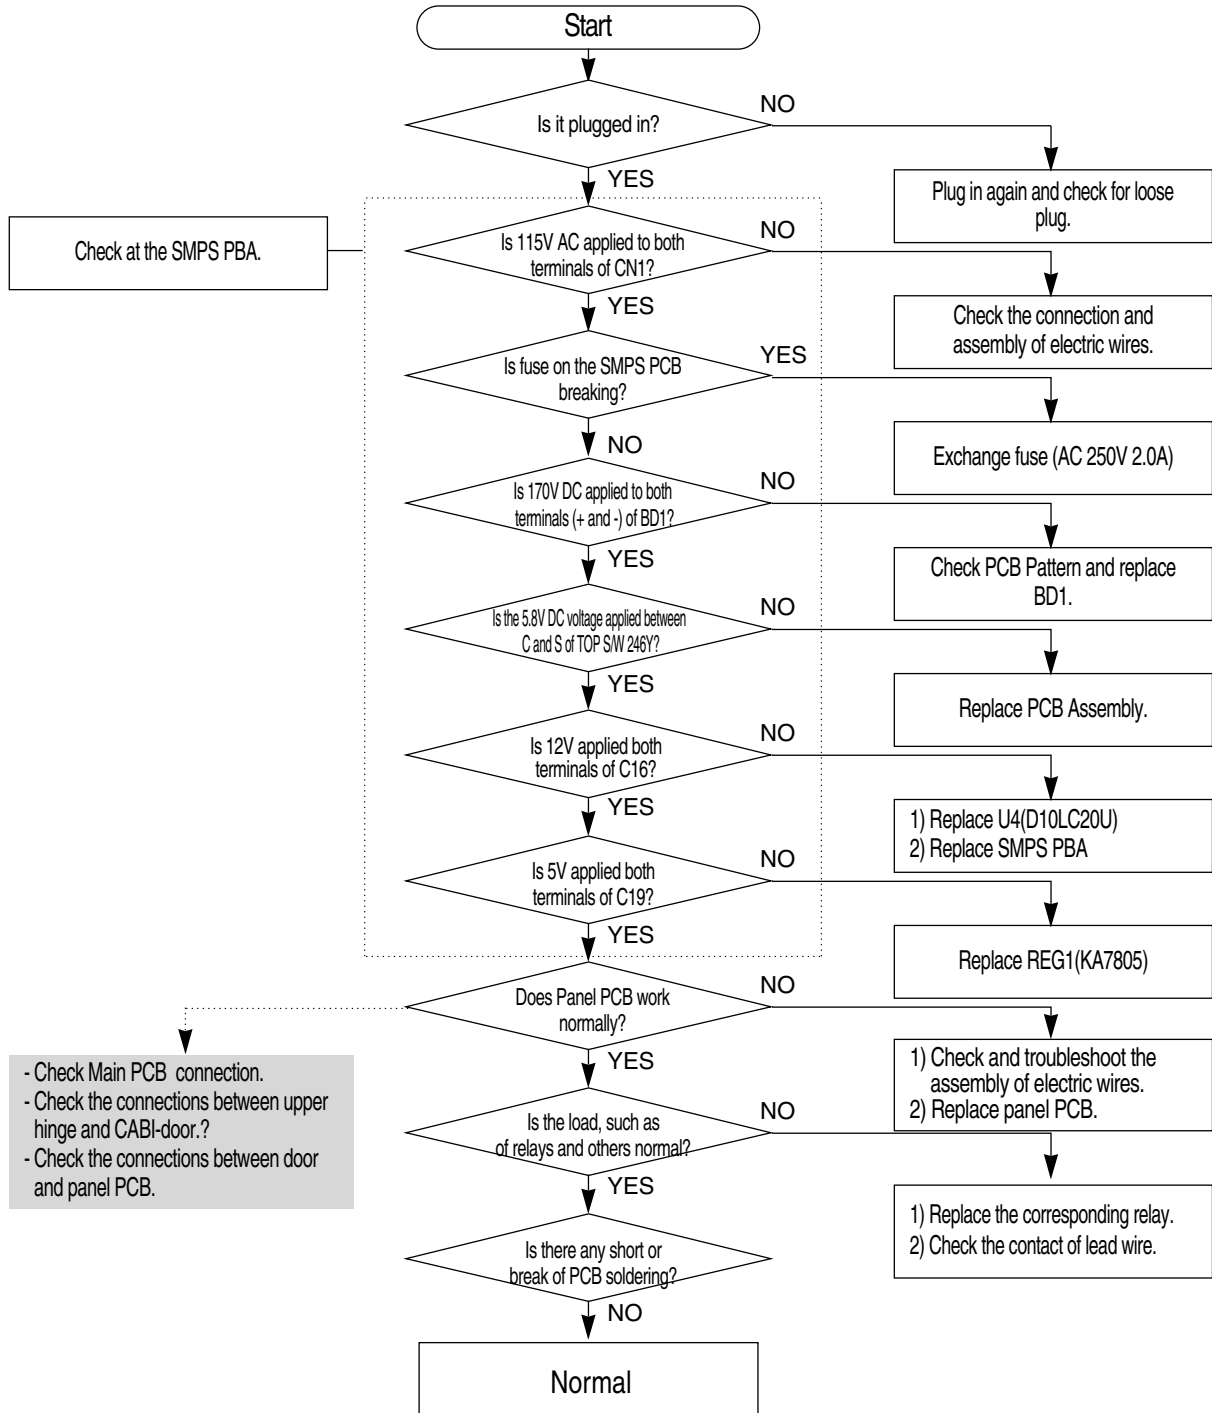 Start
Is it plugged in?
NO
YES
Plug in again and check for loose
plug.
Check at the SMPS PBA.
Is 115V AC applied to both
terminals of CN1?
NO
YES
Check the connection and
assembly of electric wires.
Is fuse on the SMPS PCB
breaking?
YES
NO
Exchange fuse (AC 250V 2.0A)
Is 170V DC applied to both
terminals (+ and -) of BD1?
NO
YES
Check PCB Pattern and replace
BD1.
Is the 5.8V DC voltage applied between
C and S of TOP S/W 246Y?
NO
YES
Replace PCB Assembly.
Is 12V applied both
terminals of C16?
NO
YES
1) Replace U4(D10LC20U)
2) Replace SMPS PBA
Is 5V applied both
terminals of C19?
NO
YES
Replace REG1(KA7805)
Does Panel PCB work
normally?
NO
YES
1) Check and troubleshoot the
assembly of electric wires.
2) Replace panel PCB.
- Check Main PCB connection.
- Check the connections between upper
hinge and CABI-door.?
- Check the connections between door
and panel PCB.
Is the load, such as
of relays and others normal?
NO
YES
1) Replace the corresponding relay.
2) Check the contact of lead wire.
Is there any short or
break of PCB soldering?
NO
Normal